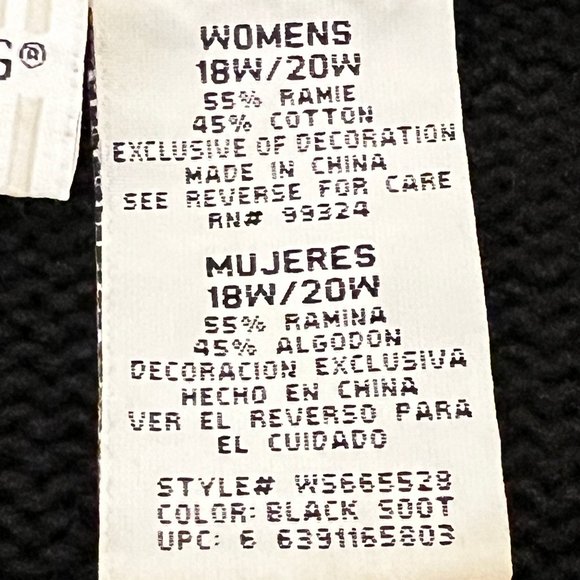 G®
WOMENS
18W/20W
55% RAMIE
45% COTTON
EXCLUSIVE OF DECORATION
MADE IN CHINA
SEE REVERSE FOR CARE
RN# 99324
MUJERES
18W/20W
55% RAMINA
45% ALGODON
DECORACION EXCLUSIVA
HECHO EN CHINA
VER EL REVERSO PARA
EL CUIDADO
STYLE# WS665528
COLOR: BLACK SOOT
UPC: 6 6391165803